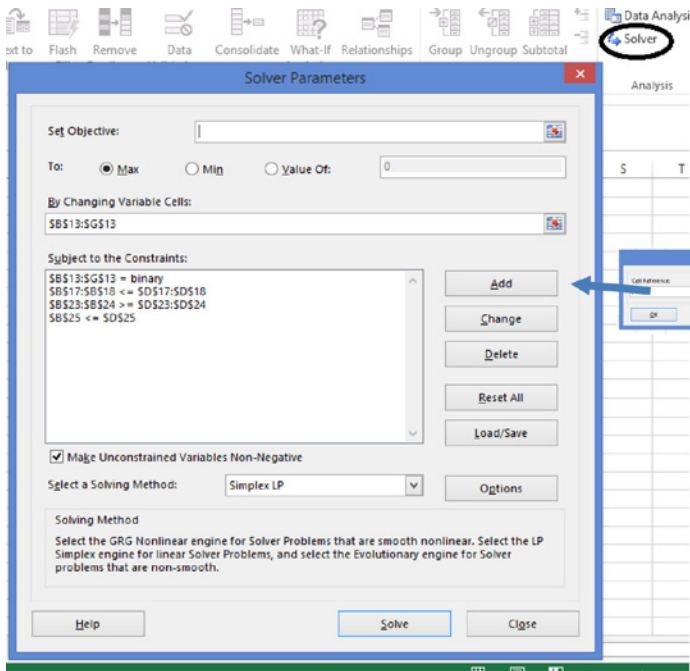 Data Analysi
ext to Flash Remove Data Consolidate What-If Relationships Group Ungroup Subtotal
Solver
Analysis
Solver Parameters
Set Objective:
To: Max Min Value Of: 0
By Changing Variable Cells:
$B$13:$G$13
Subject to the Constraints:
$B$13:$G$13 = binary
$B$17:$B$18 <= $D$17:$D$18
$B$23:$B$24 >= $D$23:$D$24
$B$25 <= $D$25
Add
Change
Delete
Reset All
Load/Save
Make Unconstrained Variables Non-Negative
Select a Solving Method: Simplex LP
Options
Solving Method
Select the GRG Nonlinear engine for Solver Problems that are smooth nonlinear. Select the LP
Simplex engine for linear Solver Problems, and select the Evolutionary engine for Solver
problems that are non-smooth.
Help Solve Close
S T
Cell Reference:
OK